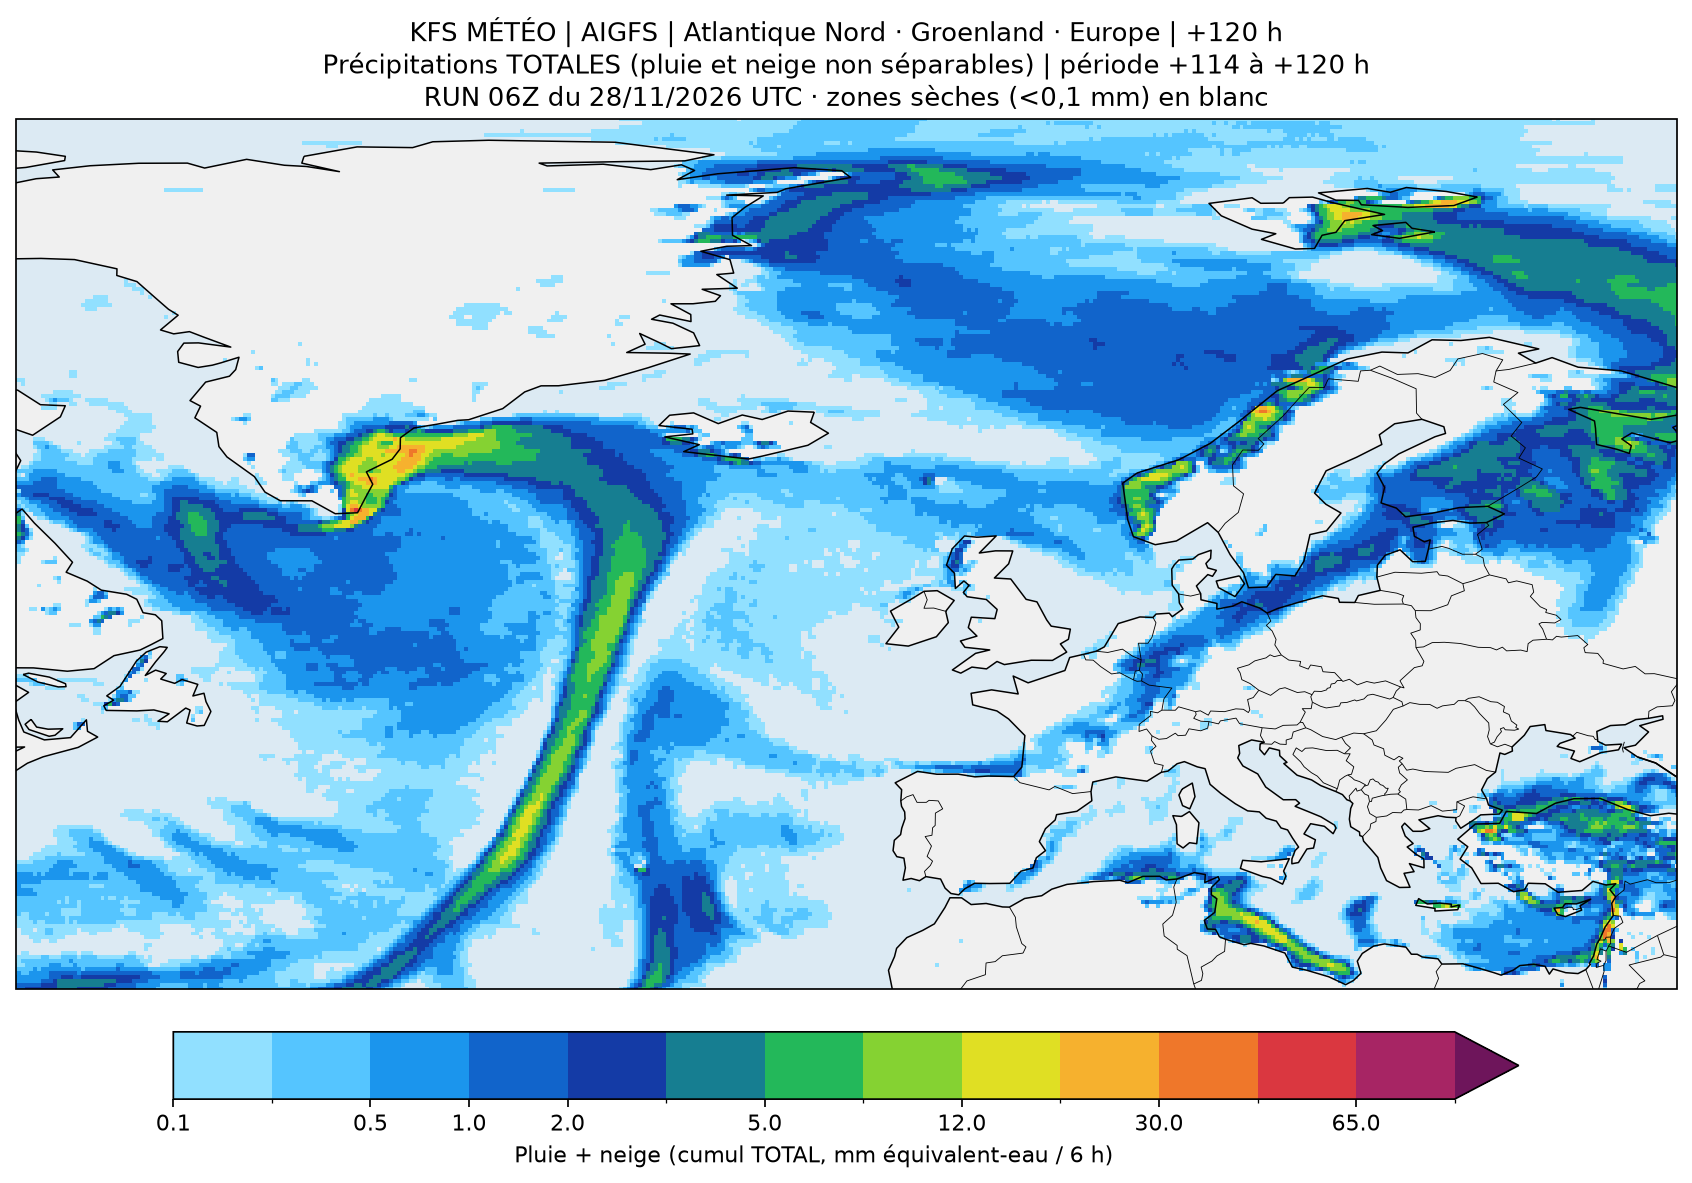 KFS MÉTÉO | AIGFS | Atlantique Nord · Groenland · Europe | +120 h
Précipitations TOTALES (pluie et neige non séparables) | période +114 à +120 h
RUN 06Z du 28/11/2026 UTC · zones sèches (<0,1 mm) en blanc
0.1 0.5 1.0 2.0 5.0 12.0 30.0 65.0
Pluie + neige (cumul TOTAL, mm équivalent-eau / 6 h)